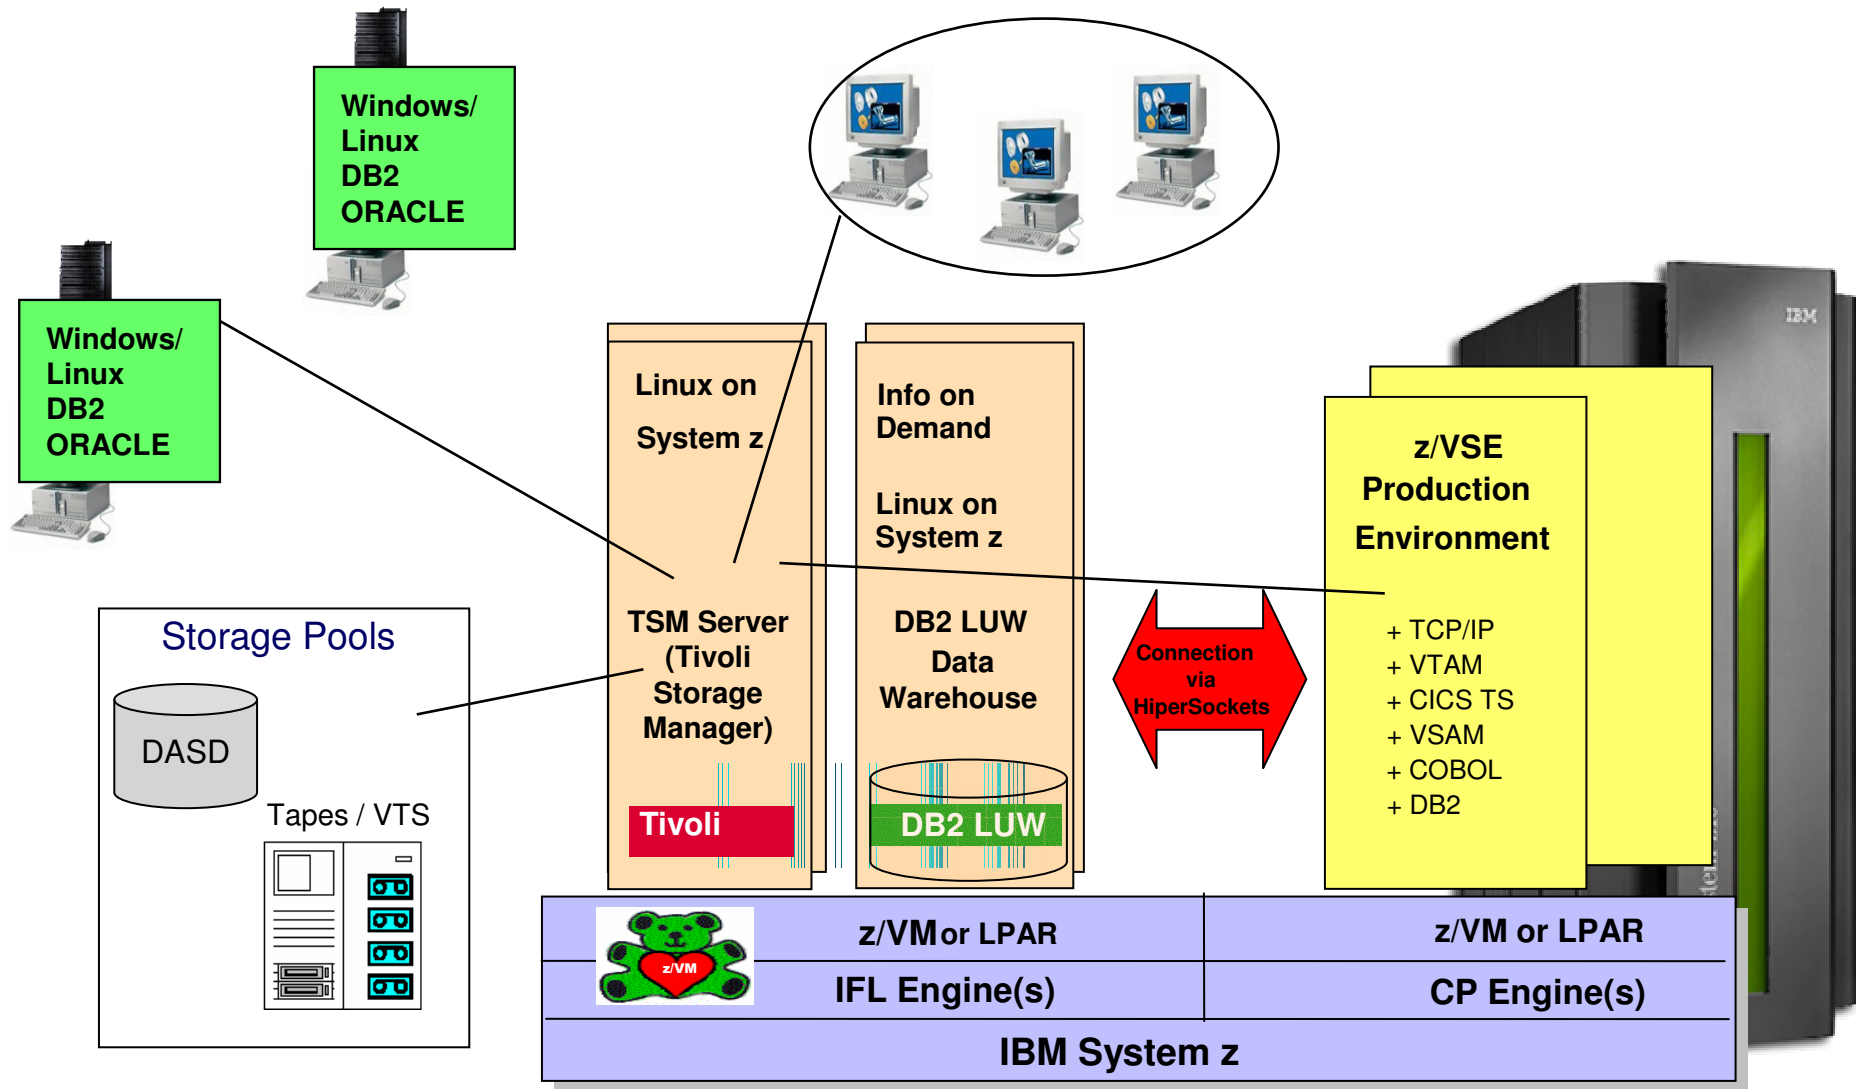 Windows/
Linux
DB2
ORACLE
Windows/
Linux
DB2
ORACLE
Storage Pools
DASD
Tapes / VTS
Linux on
System z
TSM Server
(Tivoli
Storage
Manager)
Tivoli
Info on
Demand
Linux on
System z
DB2 LUW
Data
Warehouse
DB2 LUW
Connection
via
HiperSockets
IBM
z/VSE
Production
Environment
+ TCP/IP
+ VTAM
+ CICS TS
+ VSAM
+ COBOL
+ DB2
z/VM
z/VM or LPAR
z/VM or LPAR
IFL Engine(s)
CP Engine(s)
IBM System z